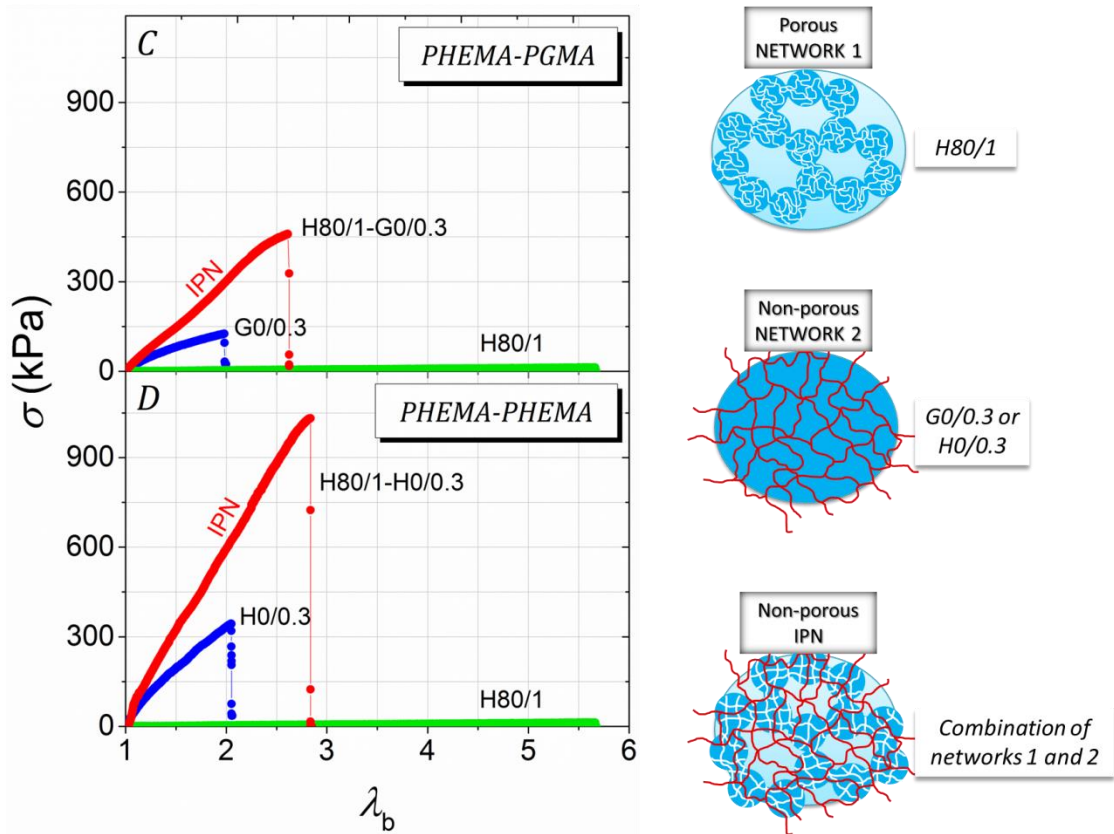 C
PHEMA-PGMA
900
600
300
0
H80/1-G0/0.3
IPN
G0/0.3
H80/1
σ (kPa)
D
PHEMA-PHEMA
900
600
300
0
H80/1-H0/0.3
IPN
H0/0.3
H80/1
1 2 3 4 5 6
λb
Porous
NETWORK 1
H80/1
Non-porous
NETWORK 2
G0/0.3 or
H0/0.3
Non-porous
IPN
Combination of
networks 1 and 2